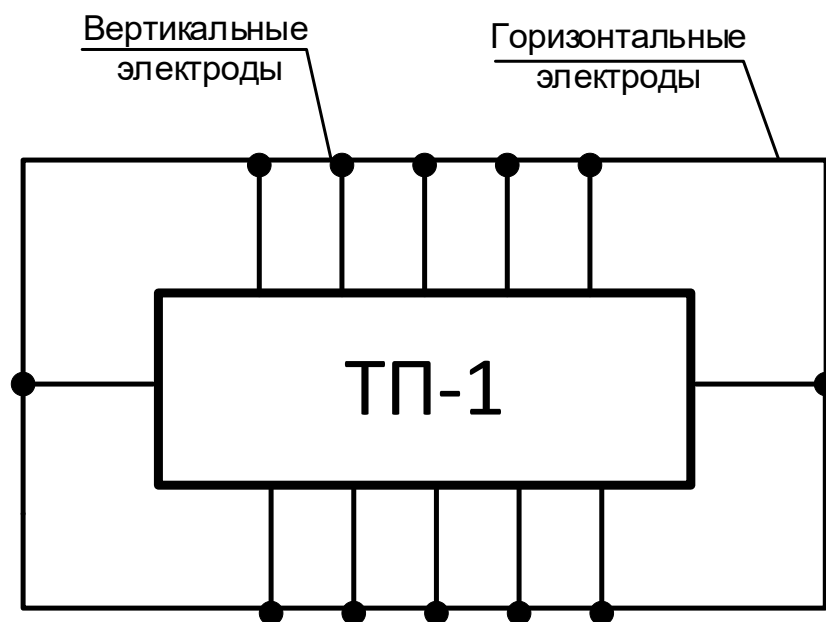 Вертикальные
электроды
Горизонтальные
электроды
ТП-1